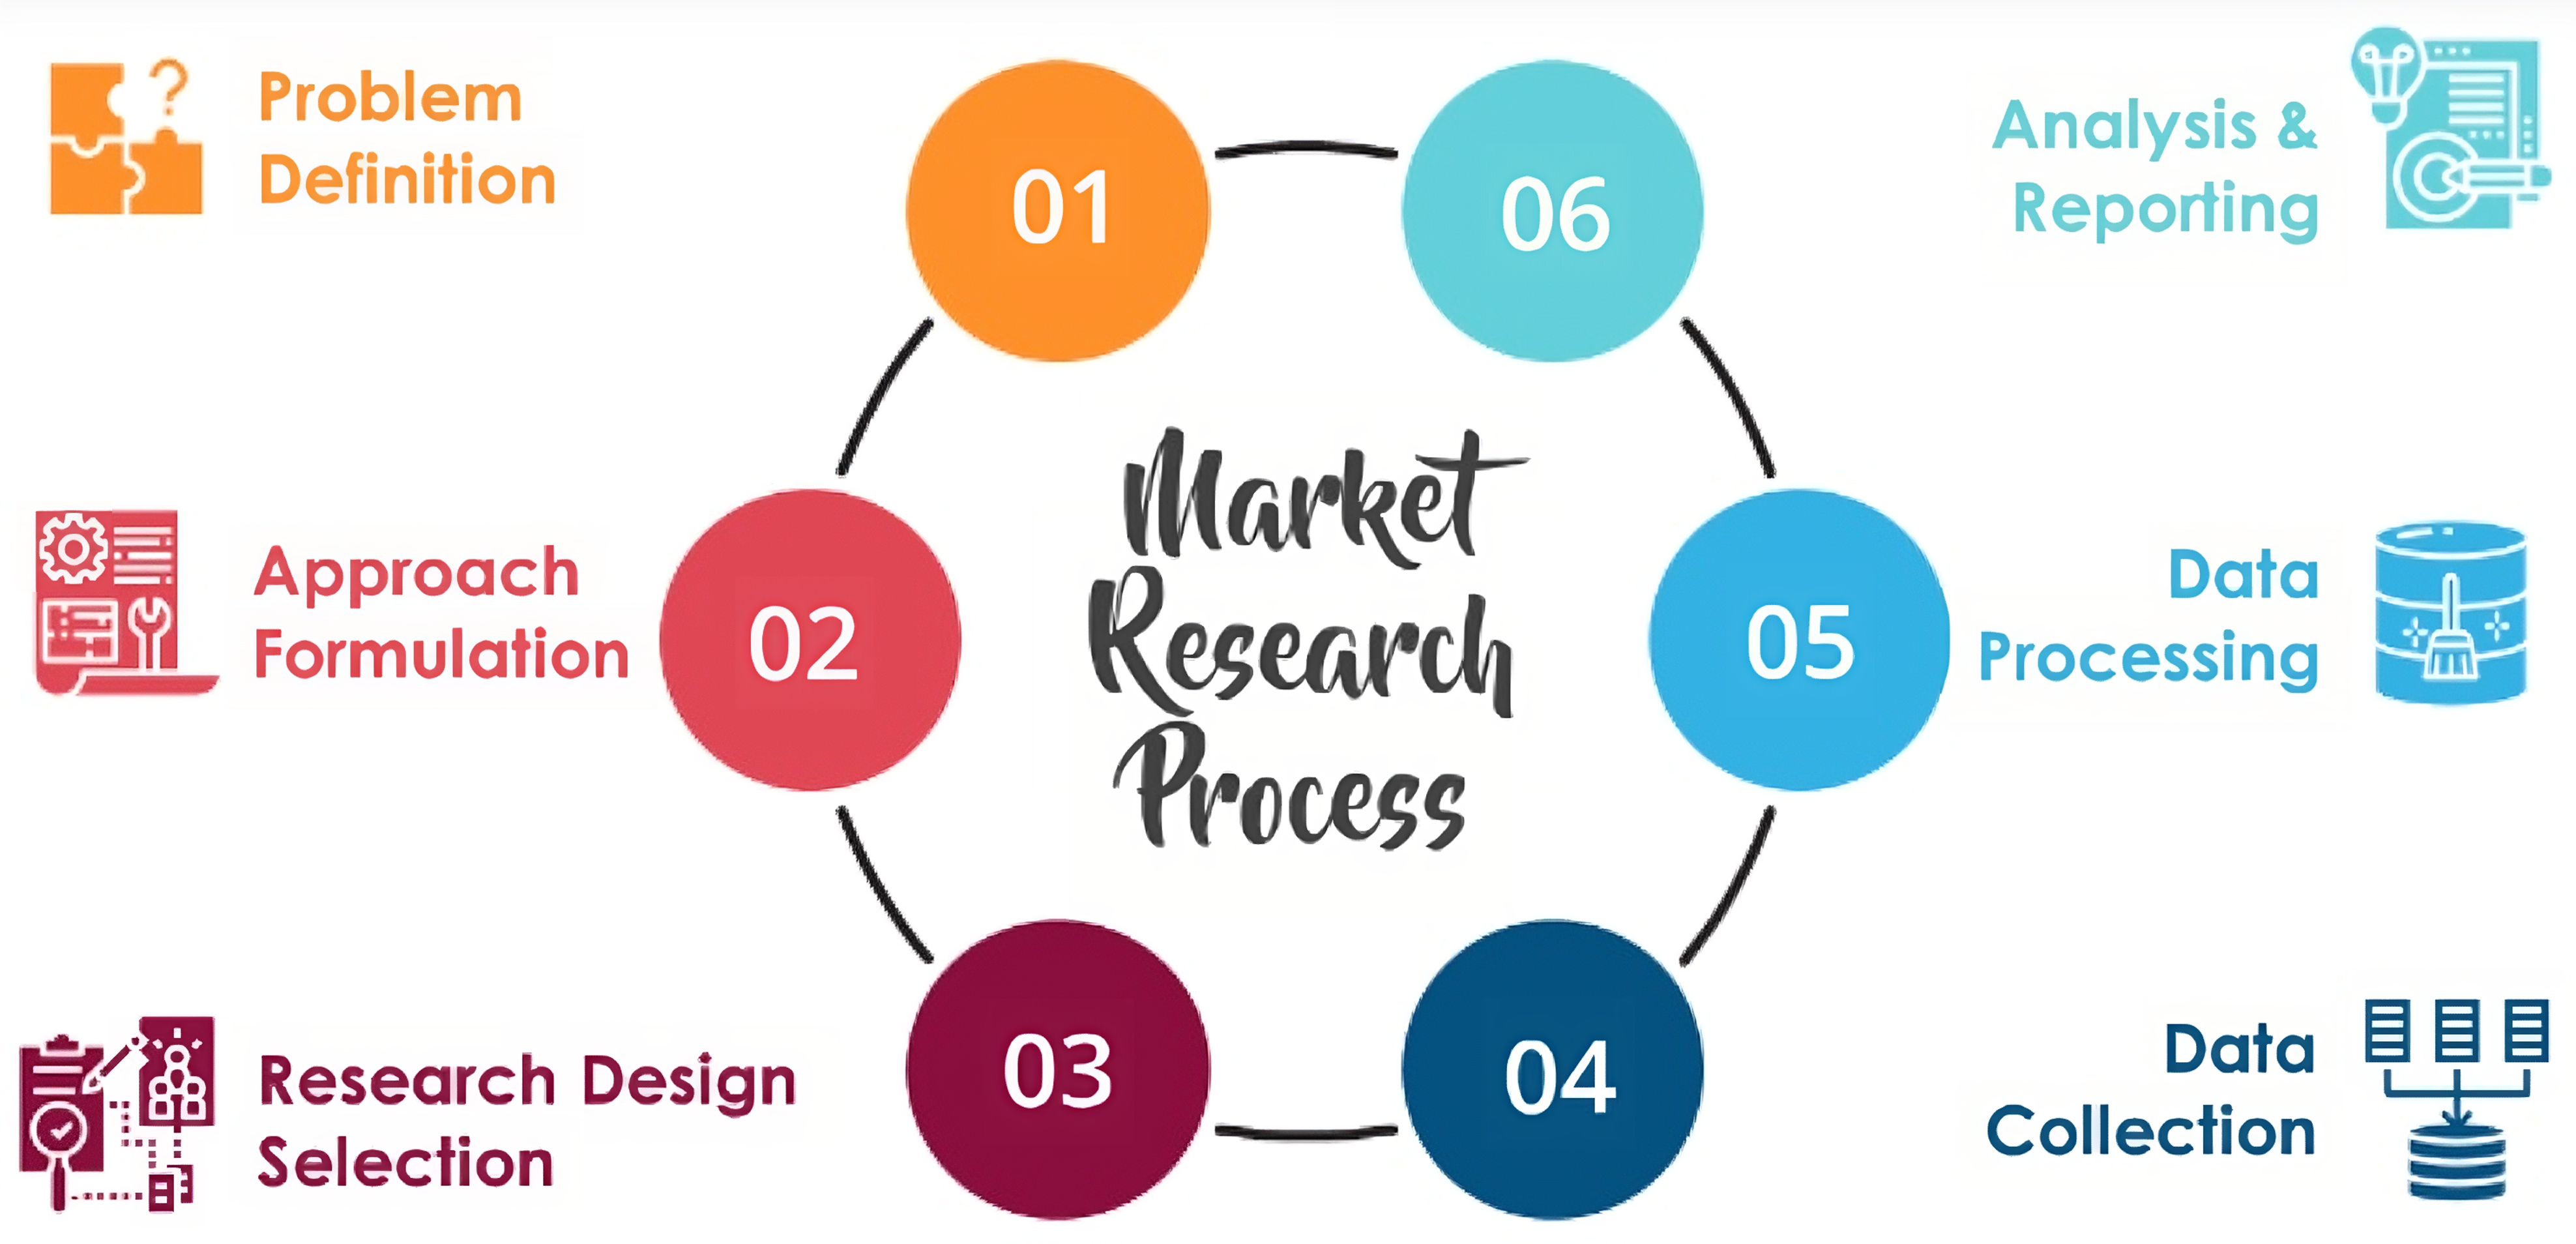 Problem
Definition
01
Approach
Formulation
02
Research Design
Selection
03
Market
Research
Process
06
Analysis &
Reporting
05
Data
Processing
04
Data
Collection
?